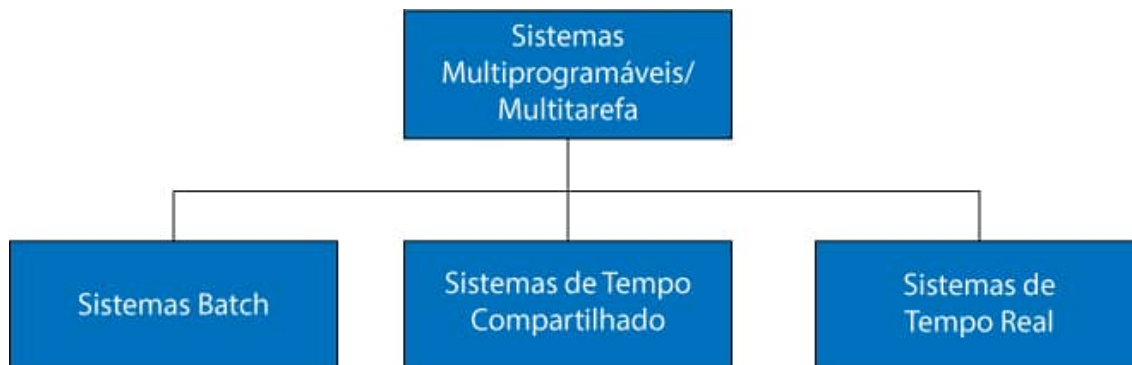 Sistemas
Multiprogramáveis/
Multitarefa
Sistemas Batch
Sistemas de Tempo
Compartilhado
Sistemas de
Tempo Real